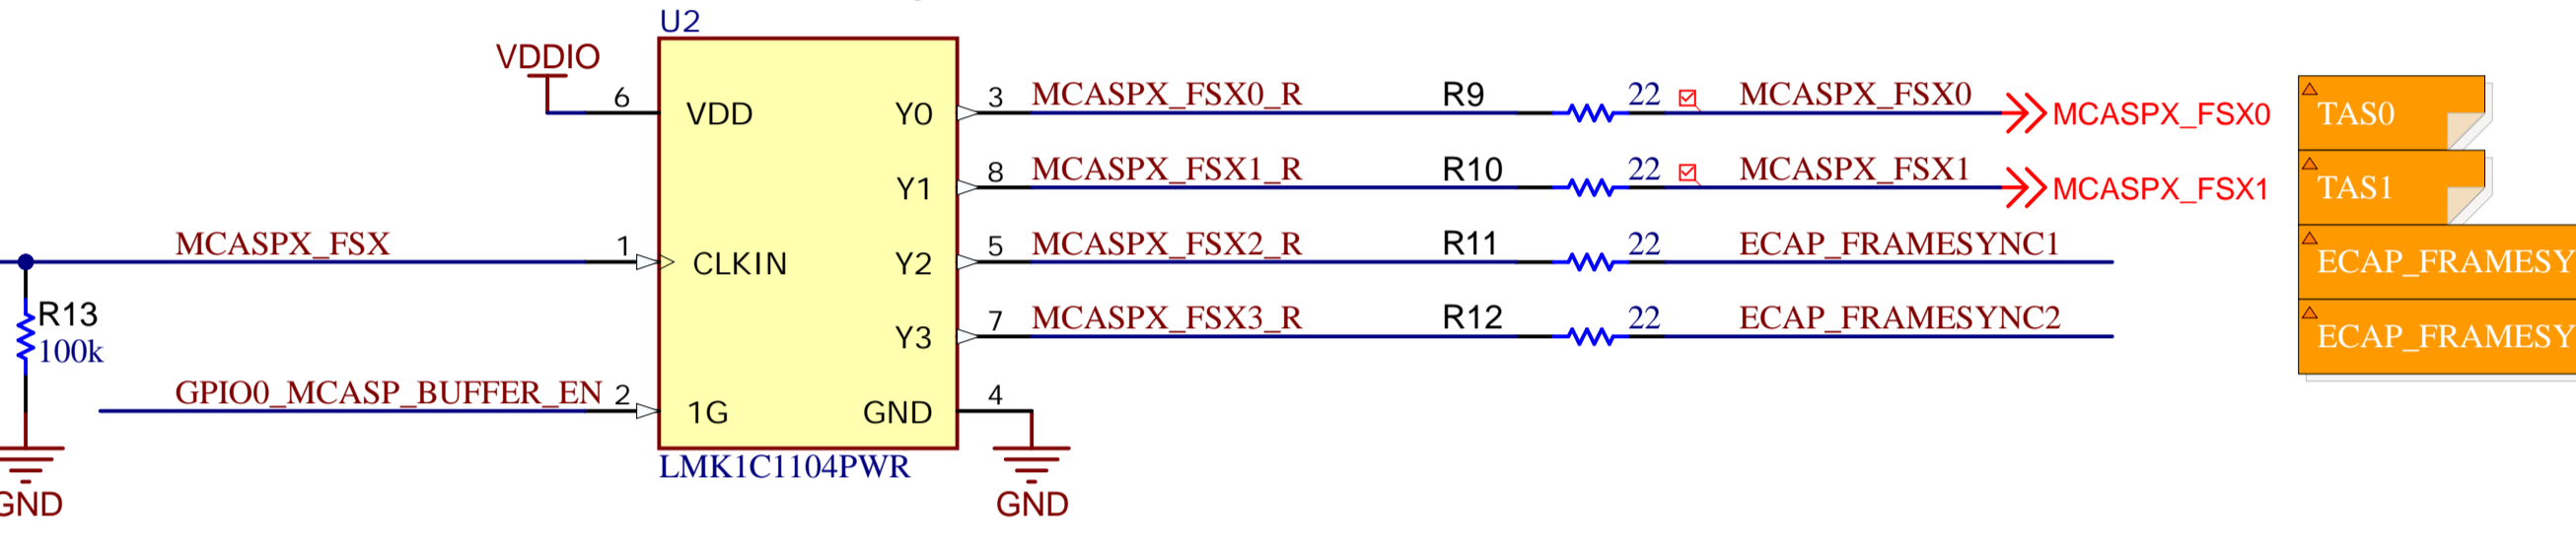 U2
VDDIO
6
VDD
Y0
3
MCASPX_FSX0_R
R9
22
MCASPX_FSX0
MCASPX_FSX0
TAS0
Y1
8
MCASPX_FSX1_R
R10
22
MCASPX_FSX1
MCASPX_FSX1
TAS1
MCASPX_FSX
1
CLKIN
Y2
5
MCASPX_FSX2_R
R11
22
ECAP_FRAMESYNC1
ECAP_FRAMESY
R13
100k
Y3
7
MCASPX_FSX3_R
R12
22
ECAP_FRAMESYNC2
ECAP_FRAMESY
GPIO0_MCASP_BUFFER_EN
2
1G
GND
4
LMK1C1104PWR
GND
GND